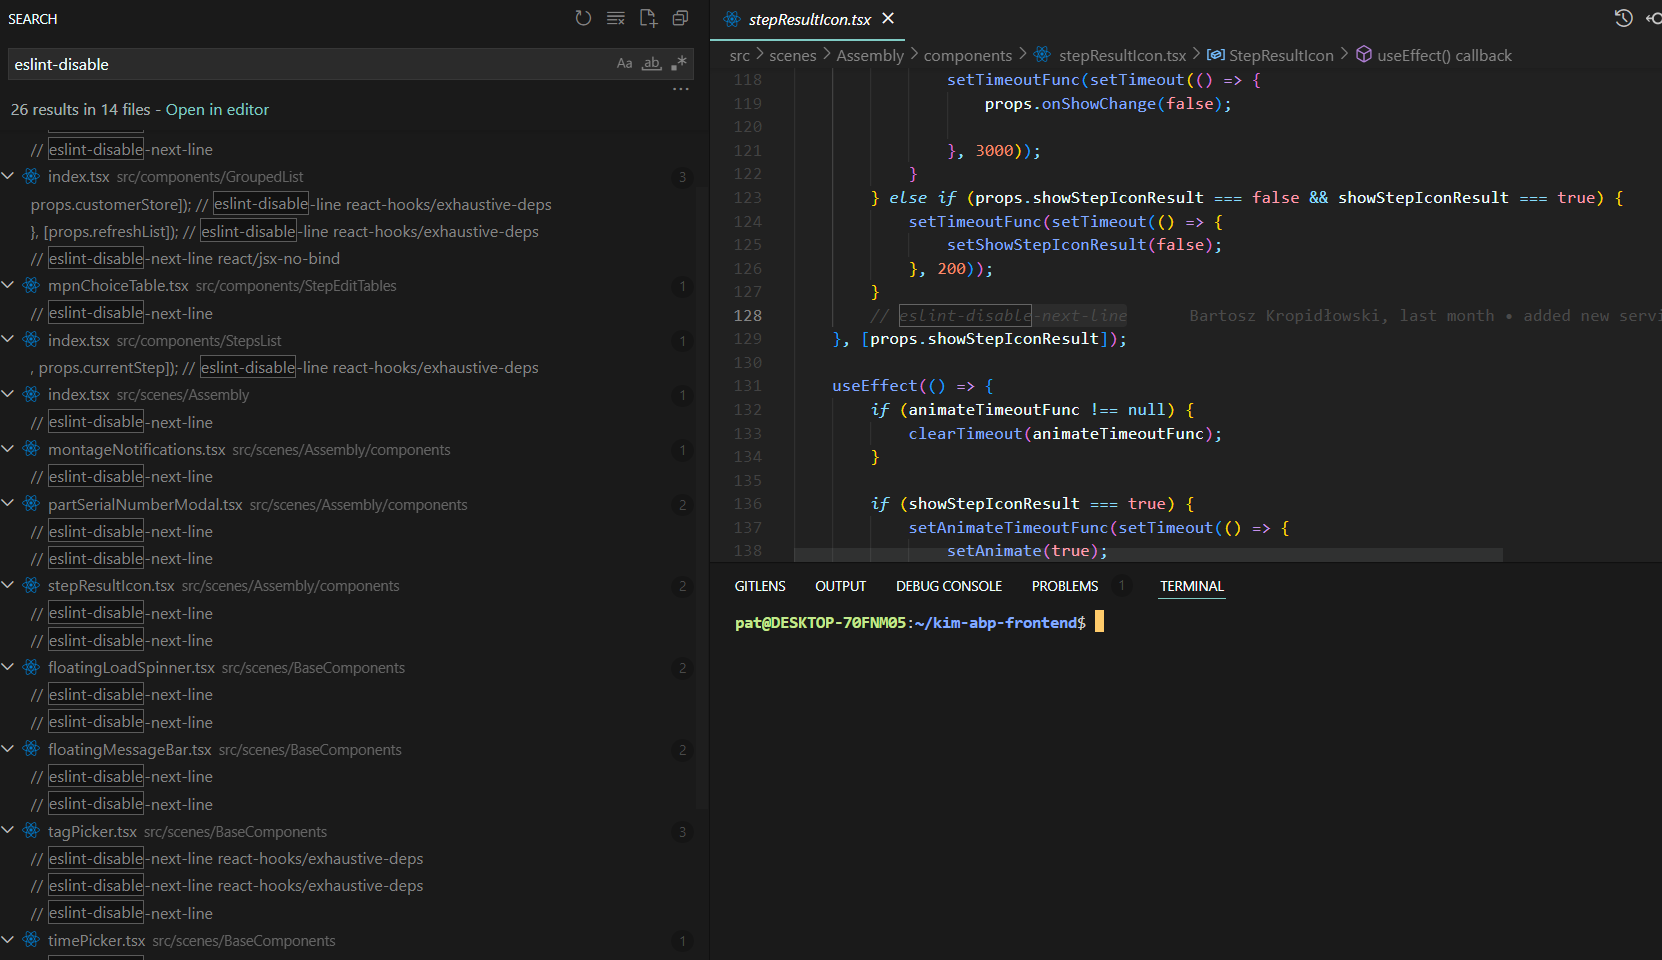 SEARCH
eslint-disable
Aa ab
26 results in 14 files - Open in editor
// eslint-disable-next-line
index.tsx src/components/GroupedList 3
props.customerStore]); // eslint-disable-line react-hooks/exhaustive-deps
}, [props.refreshList]); // eslint-disable-line react-hooks/exhaustive-deps
// eslint-disable-next-line react/jsx-no-bind
mpnChoiceTable.tsx src/components/StepEditTables 1
// eslint-disable-next-line
index.tsx src/components/StepsList 1
, props.currentStep]); // eslint-disable-line react-hooks/exhaustive-deps
index.tsx src/scenes/Assembly 1
// eslint-disable-next-line
montageNotifications.tsx src/scenes/Assembly/components 1
// eslint-disable-next-line
partSerialNumberModal.tsx src/scenes/Assembly/components 2
// eslint-disable-next-line
// eslint-disable-next-line
stepResultIcon.tsx src/scenes/Assembly/components 2
// eslint-disable-next-line
// eslint-disable-next-line
floatingLoadSpinner.tsx src/scenes/BaseComponents 2
// eslint-disable-next-line
// eslint-disable-next-line
floatingMessageBar.tsx src/scenes/BaseComponents 2
// eslint-disable-next-line
// eslint-disable-next-line
tagPicker.tsx src/scenes/BaseComponents 3
// eslint-disable-next-line react-hooks/exhaustive-deps
// eslint-disable-next-line react-hooks/exhaustive-deps
// eslint-disable-next-line
timePicker.tsx src/scenes/BaseComponents 1
stepResultIcon.tsx
src > scenes > Assembly > components > stepResultIcon.tsx > StepResultIcon > useEffect() callback
118 setTimeoutFunc(setTimeout(() => {
119 props.onShowChange(false);
120
121 }, 3000));
122 }
123 } else if (props.showStepIconResult === false && showStepIconResult === true) {
124 setTimeoutFunc(setTimeout(() => {
125 setShowStepIconResult(false);
126 }, 200));
127 }
128 // eslint-disable-next-line Bartosz Kropidłowski, last month • added new servi
129 }, [props.showStepIconResult]);
130
131 useEffect(() => {
132 if (animateTimeoutFunc !== null) {
133 clearTimeout(animateTimeoutFunc);
134 }
135
136 if (showStepIconResult === true) {
137 setAnimateTimeoutFunc(setTimeout(() => {
138 setAnimate(true);
GITLENS OUTPUT DEBUG CONSOLE PROBLEMS 1 TERMINAL
pat@DESKTOP-70FNM05:~/kim-abp-frontend$